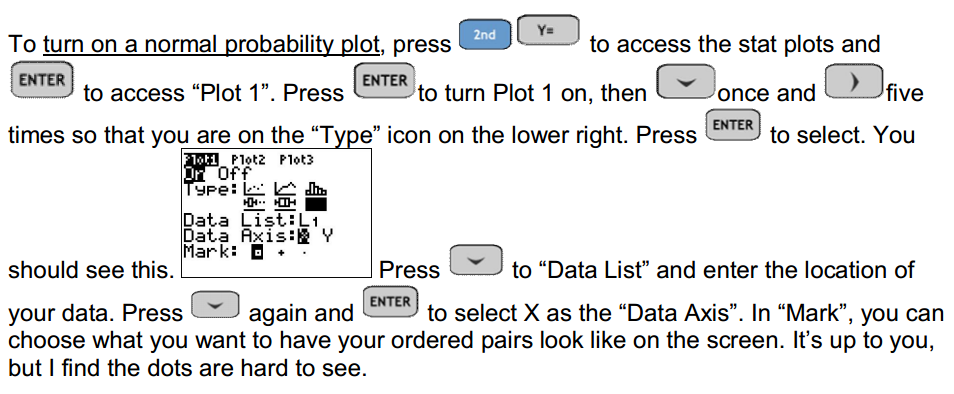 To turn on a normal probability plot, press 2nd Y= to access the stat plots and
ENTER to access “Plot 1”. Press ENTER to turn Plot 1 on, then once and ) five
times so that you are on the “Type” icon on the lower right. Press ENTER to select. You
Plot1 Plot2 Plot3
On Off
Type:
Data List:L1
Data Axis:X Y
Mark: + ·
should see this. Press to “Data List” and enter the location of
your data. Press again and ENTER to select X as the “Data Axis”. In “Mark”, you can
choose what you want to have your ordered pairs look like on the screen. It’s up to you,
but I find the dots are hard to see.